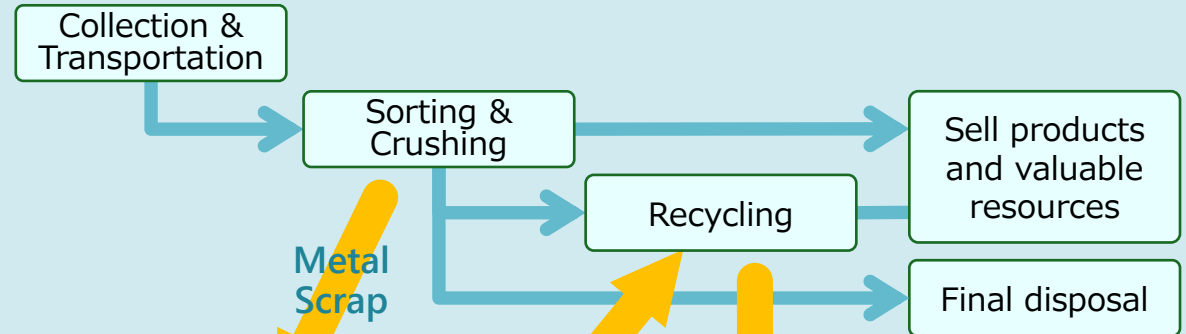 Collection &
Transportation
Sorting &
Crushing
Sell products
and valuable
resources
Recycling
Metal
Scrap
Final disposal